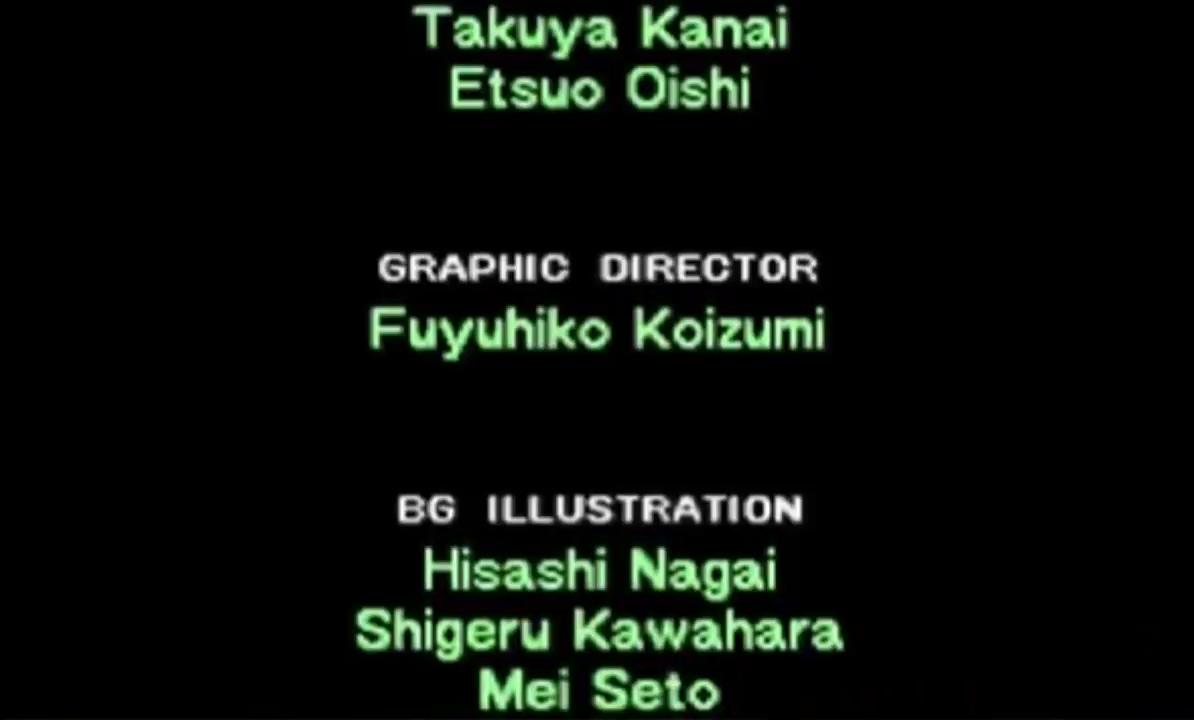 Takuya Kanai
Etsuo Oishi
GRAPHIC DIRECTOR
Fuyuhiko Koizumi
BG ILLUSTRATION
Hisashi Nagai
Shigeru Kawahara
Mei Seto